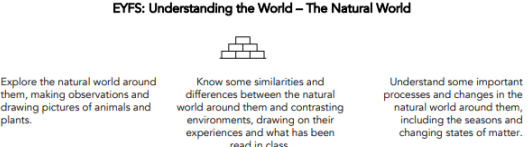 EYFS: Understanding the World – The Natural World
Explore the natural world around
them, making observations and
drawing pictures of animals and
plants.
Know some similarities and
differences between the natural
world around them and contrasting
environments, drawing on their
experiences and what has been
read in class
Understand some important
processes and changes in the
natural world around them,
including the seasons and
changing states of matter.